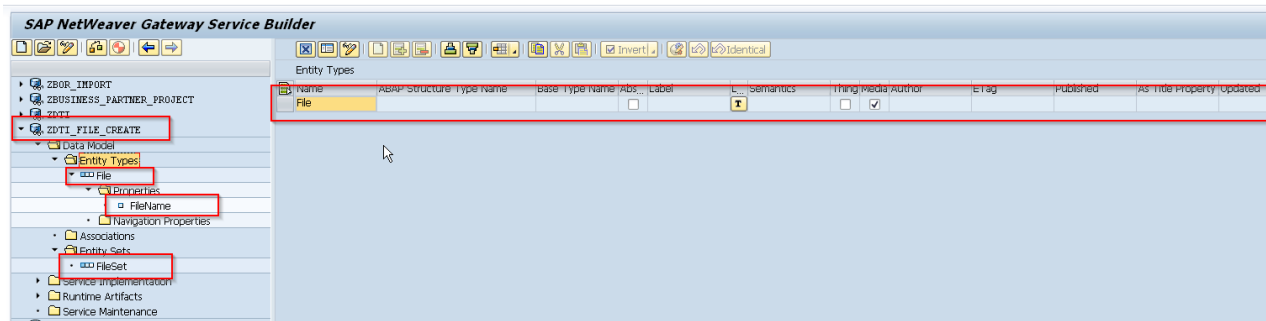 SAP NetWeaver Gateway Service Builder
Invert
Identical
Entity Types
ZBOR_IMPORT
ZBUSINESS_PARTNER_PROJECT
ZDTI
ZDTI_FILE_CREATE
Data Model
Entity Types
File
Properties
FileName
Navigation Properties
Associations
Entity Sets
FileSet
Service Implementation
Runtime Artifacts
Service Maintenance
Name ABAP Structure Type Name Base Type Name Abs... Label L... Semantics Thing Media Author ETag Published As Title Property Updated
File